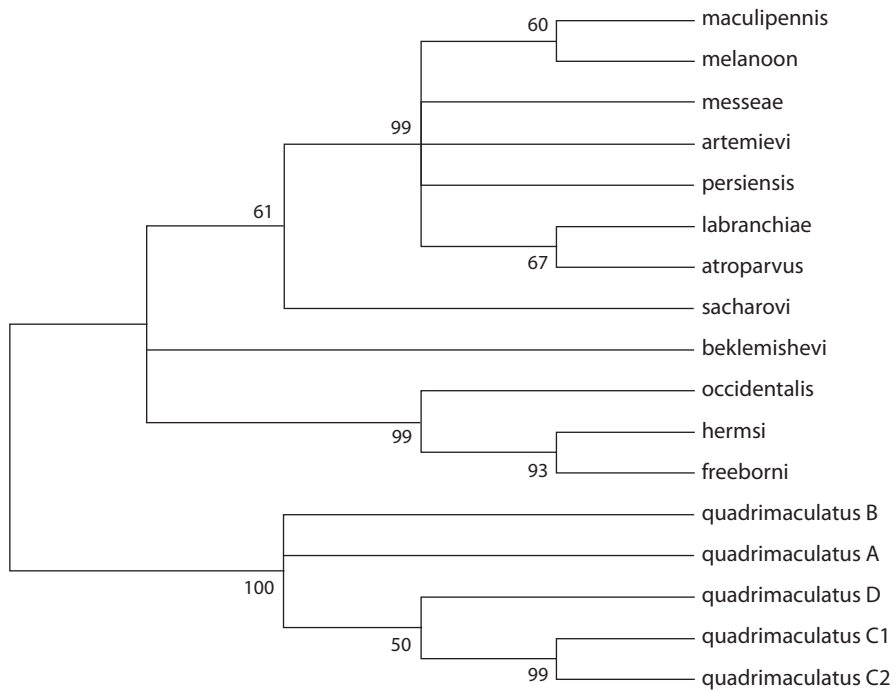 maculipennis
60
melanoon
messeae
99
artemievi
persiensis
61
labranchiae
67
atroparvus
sacharovi
beklemishevi
occidentalis
99
hermsi
93
freeborni
quadrimaculatus B
quadrimaculatus A
100
quadrimaculatus D
50
quadrimaculatus C1
99
quadrimaculatus C2